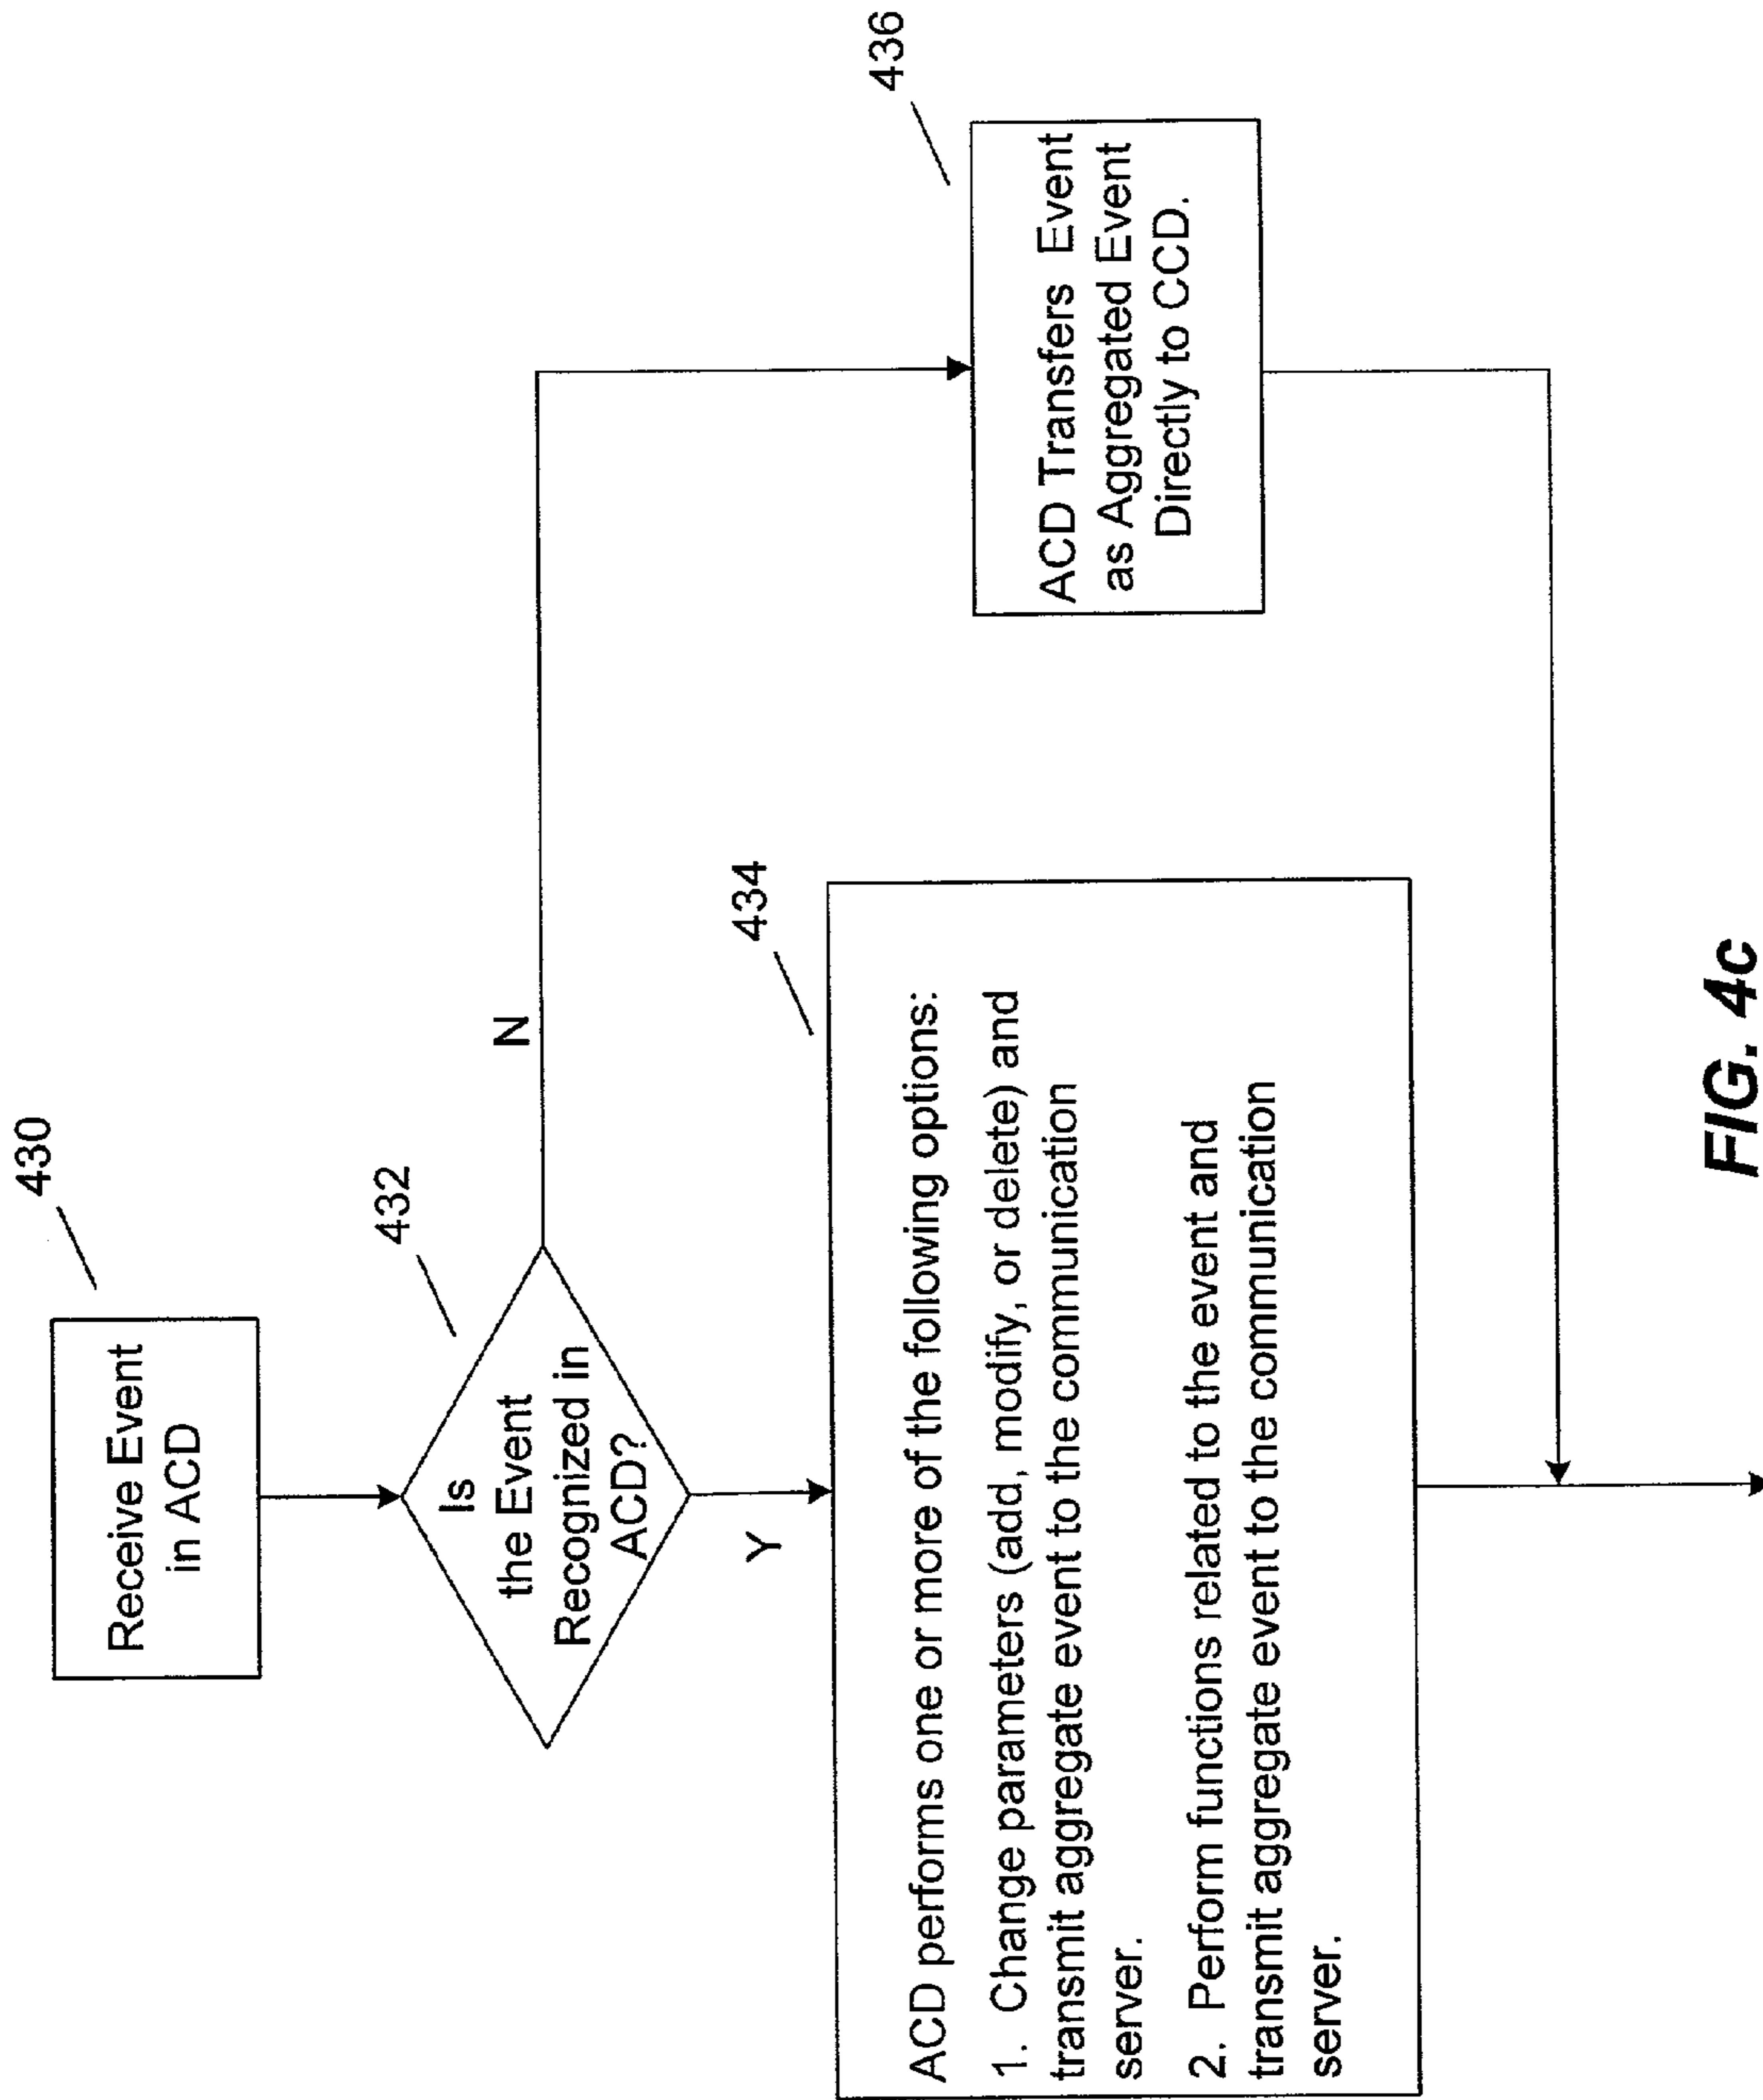 430
Receive Event
in ACD
432
Is
the Event
Recognized in
ACD?
N
Y
434
ACD performs one or more of the following options:
1. Change parameters (add, modify, or delete) and
transmit aggregate event to the communication
server.
2. Perform functions related to the event and
transmit aggregate event to the communication
server.
436
ACD Transfers Event
as Aggregated Event
Directly to CCD.
FIG. 4c